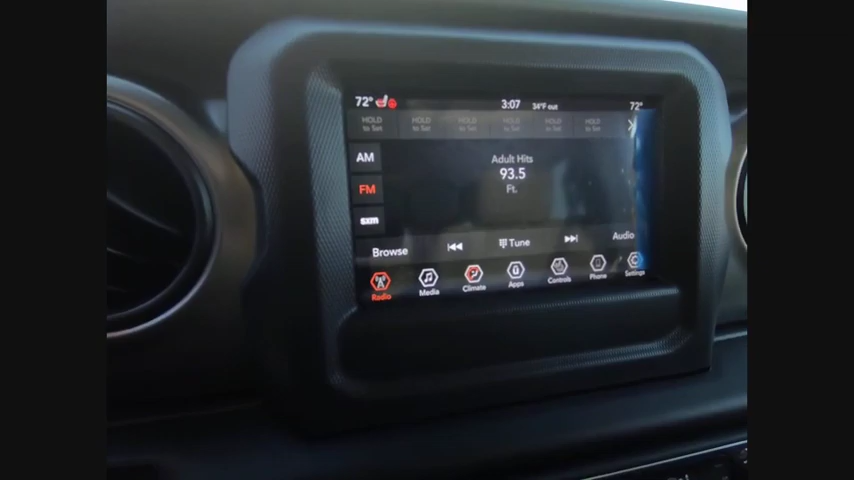 72° 3:07 34°F out 72°
HOLD to Set HOLD to Set HOLD to Set HOLD to Set HOLD to Set HOLD to Set
AM
Adult Hits
93.5
FM
Ft.
sxm
Browse Tune Audio
Radio Media Climate Apps Controls Phone Settings